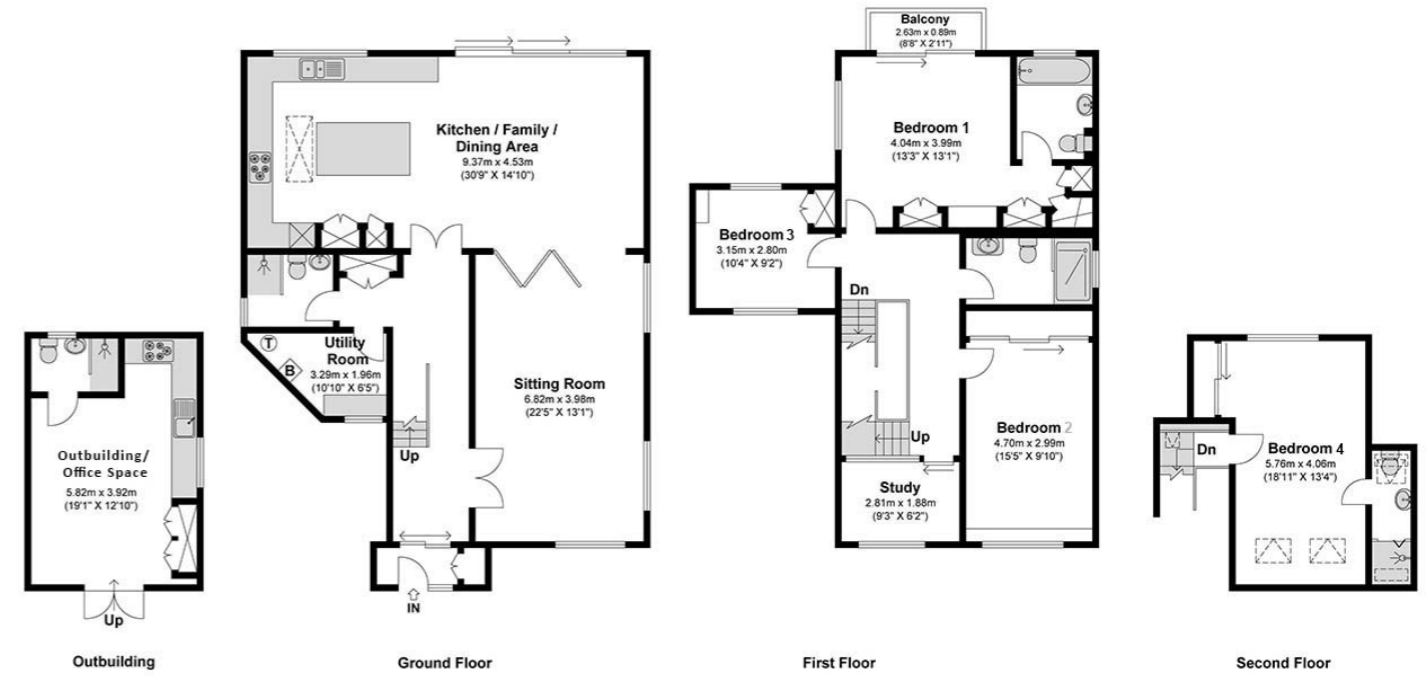 Outbuilding/
Office Space
5.82m x 3.92m
(19'1" X 12'10")
Up
Outbuilding
Kitchen / Family /
Dining Area
9.37m x 4.53m
(30'9" X 14'10")
T
B
Utility
Room
3.29m x 1.96m
(10'10" X 6'5")
Sitting Room
6.82m x 3.98m
(22'5" X 13'1")
Up
IN
Ground Floor
Balcony
2.63m x 0.89m
(8'8" X 2'11")
Bedroom 1
4.04m x 3.99m
(13'3" X 13'1")
Bedroom 3
3.15m x 2.80m
(10'4" X 9'2")
Dn
Up
Bedroom 2
4.70m x 2.99m
(15'5" X 9'10")
Study
2.81m x 1.88m
(9'3" X 6'2")
First Floor
Dn
Bedroom 4
5.76m x 4.06m
(18'11" X 13'4")
Second Floor